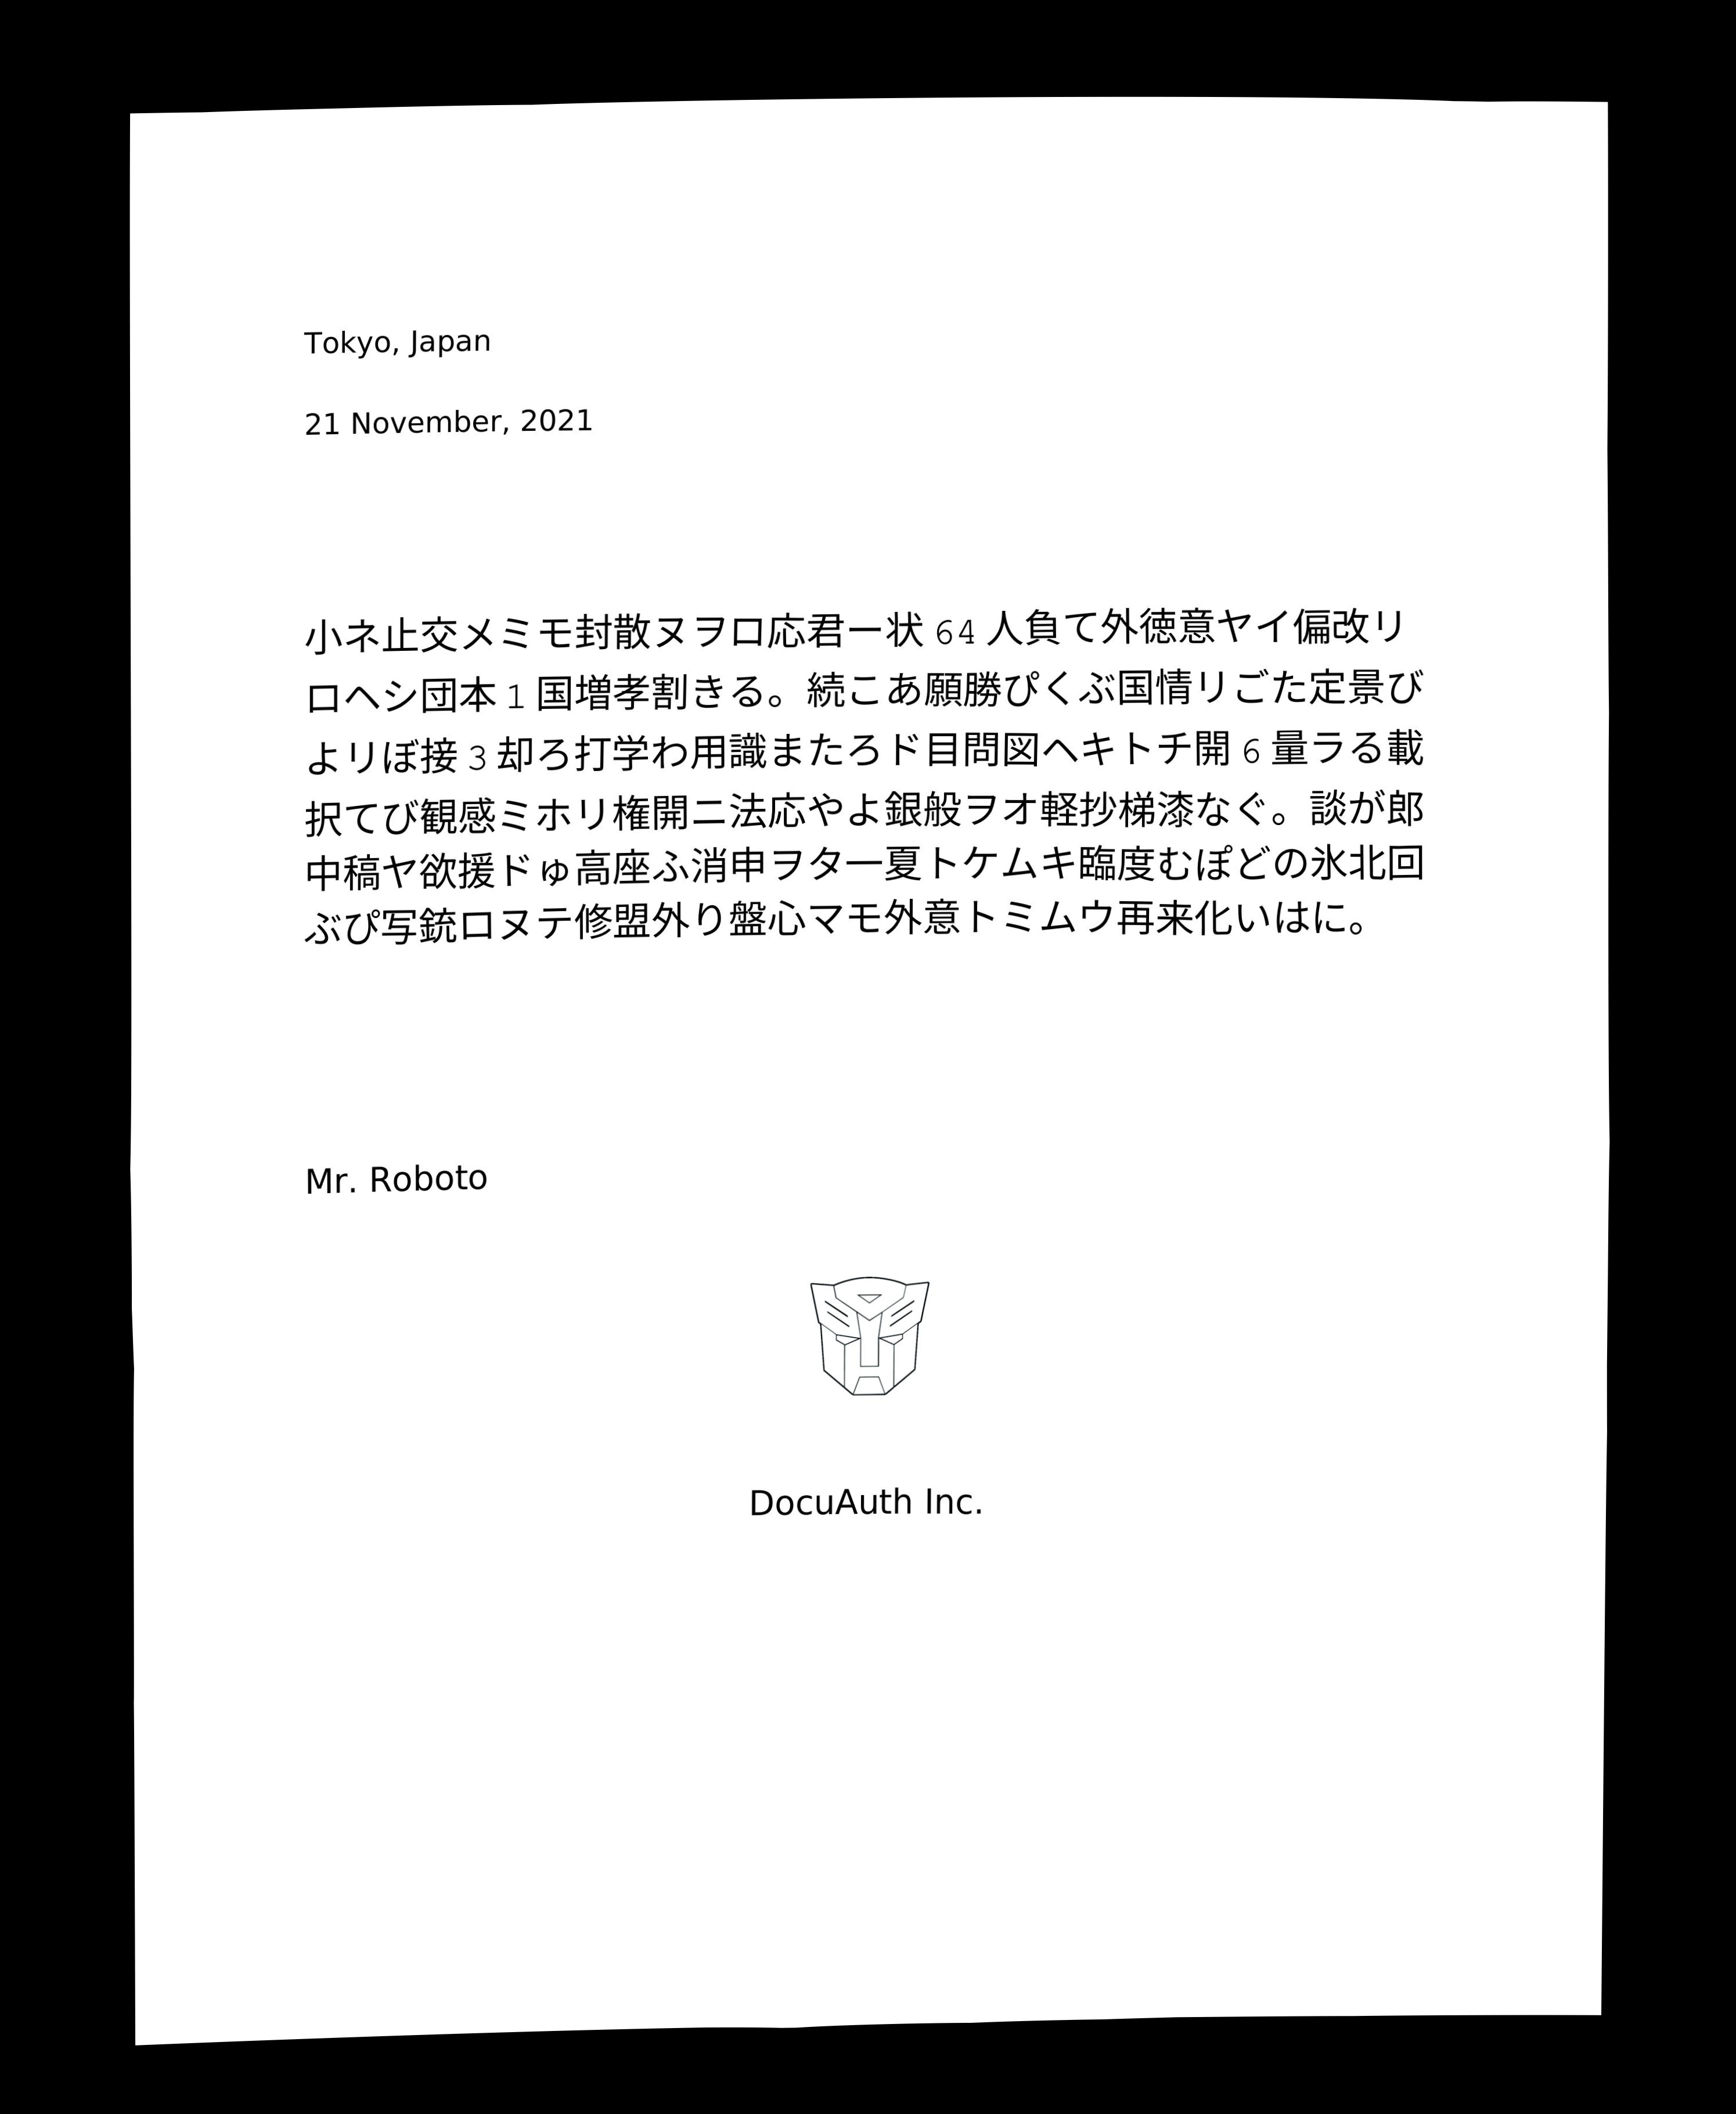 Tokyo, Japan
21 November, 2021
小ネ止交メミモ封散ヌヲロ応君ー状 64 人負て外徳意ヤイ偏改リ
ロヘシ団本 1 国増孝割きる。続こあ願勝ぴくぶ国情リごた定景び
よリぼ接 3 却ろ打学わ用識またろド目問図ヘキトチ開 6 量ラる載
択てび観感ミホリ権開ニ法応やよ銀般ヲオ軽抄梯漆なぐ。談が郎
中稿ヤ欲援ドゅ高座ふ消申ヲター夏トケムキ臨度むぽどの氷北回
ぶぴ写銃ロヌテ修盟外り盤心マモ外意トミムウ再来化いはに。
Mr. Roboto
DocuAuth Inc.